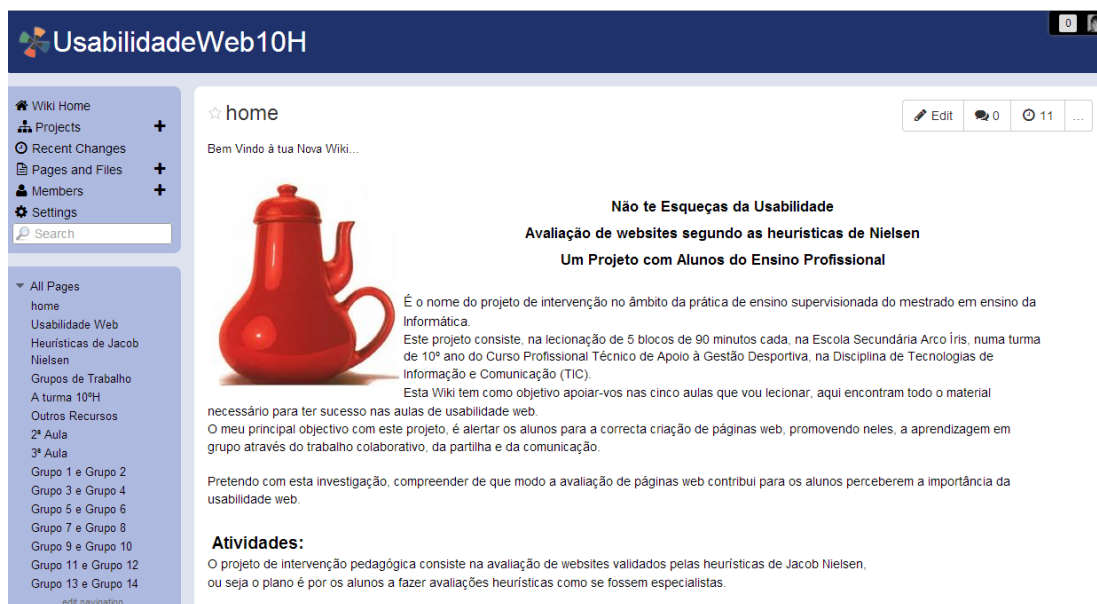 UsabilidadeWeb10H
0
Wiki Home
Projects
Recent Changes
Pages and Files
Members
Settings
Search
All Pages
home
Usabilidade Web
Heurísticas de Jacob
Nielsen
Grupos de Trabalho
A turma 10ºH
Outros Recursos
2ª Aula
3ª Aula
Grupo 1 e Grupo 2
Grupo 3 e Grupo 4
Grupo 5 e Grupo 6
Grupo 7 e Grupo 8
Grupo 9 e Grupo 10
Grupo 11 e Grupo 12
Grupo 13 e Grupo 14
edit navigation
home
Edit 0 11 ...
Bem Vindo à tua Nova Wiki...
Não te Esqueças da Usabilidade
Avaliação de websites segundo as heurísticas de Nielsen
Um Projeto com Alunos do Ensino Profissional
É o nome do projeto de intervenção no âmbito da prática de ensino supervisionada do mestrado em ensino da
Informática.
Este projeto consiste, na lecionação de 5 blocos de 90 minutos cada, na Escola Secundária Arco Íris, numa turma
de 10º ano do Curso Profissional Técnico de Apoio à Gestão Desportiva, na Disciplina de Tecnologias de
Informação e Comunicação (TIC).
Esta Wiki tem como objetivo apoiar-vos nas cinco aulas que vou lecionar, aqui encontram todo o material
necessário para ter sucesso nas aulas de usabilidade web.
O meu principal objectivo com este projeto, é alertar os alunos para a correcta criação de páginas web, promovendo neles, a aprendizagem em
grupo através do trabalho colaborativo, da partilha e da comunicação.
Pretendo com esta investigação, compreender de que modo a avaliação de páginas web contribui para os alunos perceberem a importância da
usabilidade web.
Atividades:
O projeto de intervenção pedagógica consiste na avaliação de websites validados pelas heurísticas de Jacob Nielsen,
ou seja o plano é por os alunos a fazer avaliações heurísticas como se fossem especialistas.